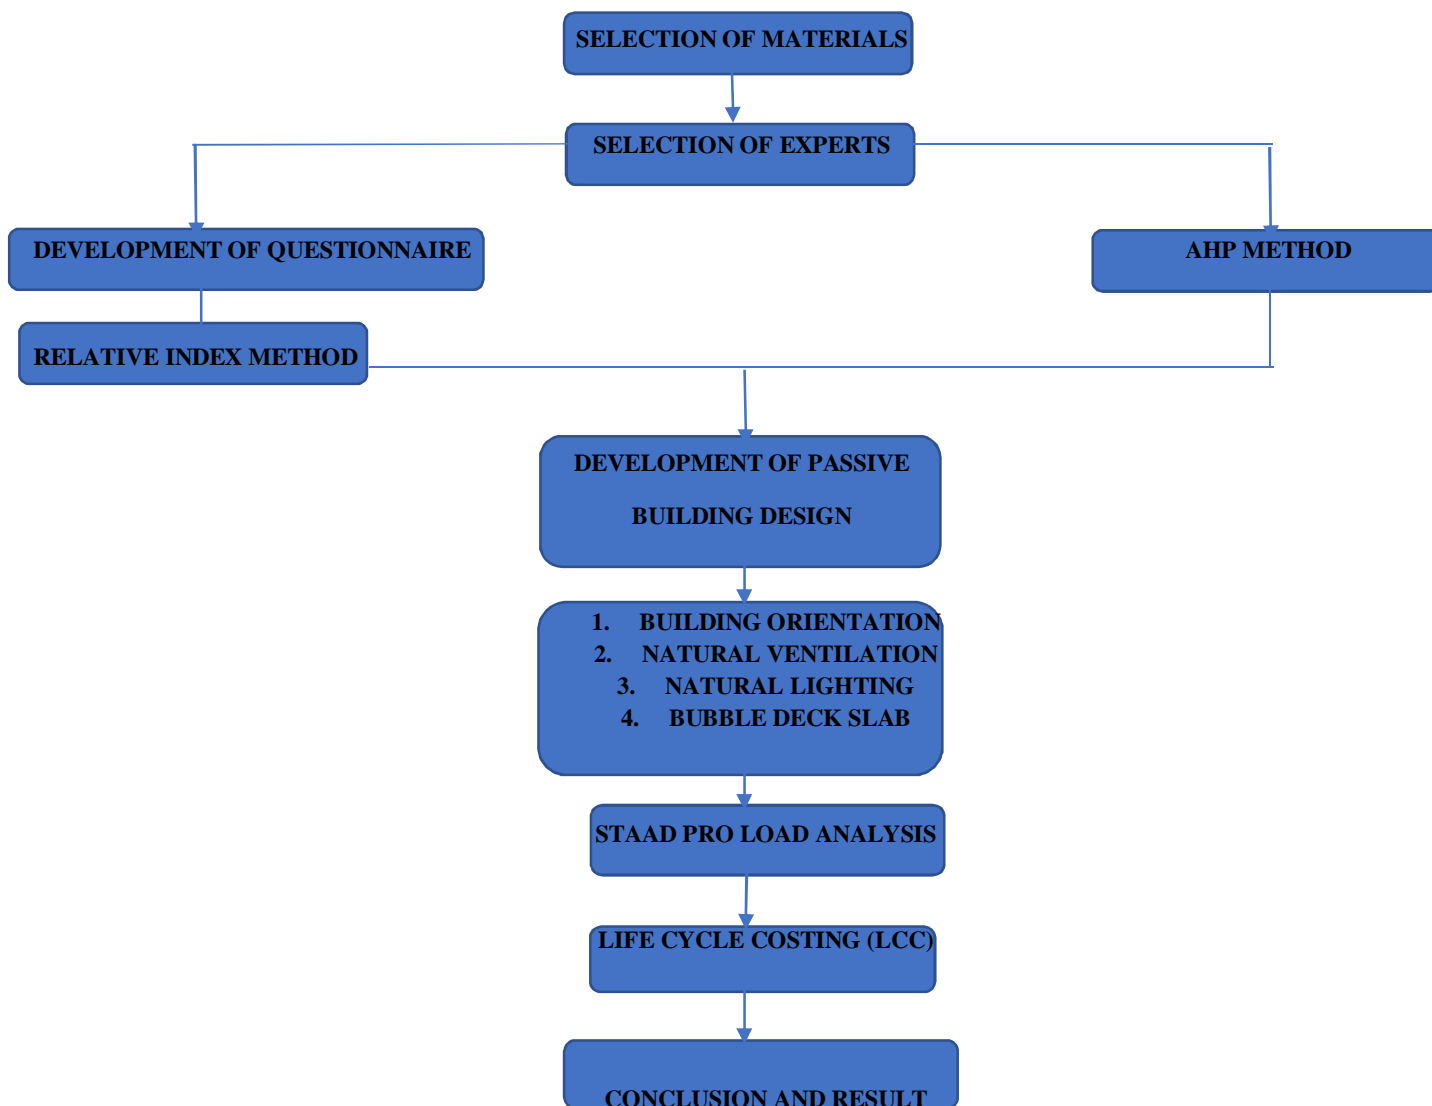 SELECTION OF MATERIALS
SELECTION OF EXPERTS
DEVELOPMENT OF QUESTIONNAIRE
AHP METHOD
RELATIVE INDEX METHOD
DEVELOPMENT OF PASSIVE
BUILDING DESIGN
1. BUILDING ORIENTATION
2. NATURAL VENTILATION
3. NATURAL LIGHTING
4. BUBBLE DECK SLAB
STAAD PRO LOAD ANALYSIS
LIFE CYCLE COSTING (LCC)
CONCLUSION AND RESULT